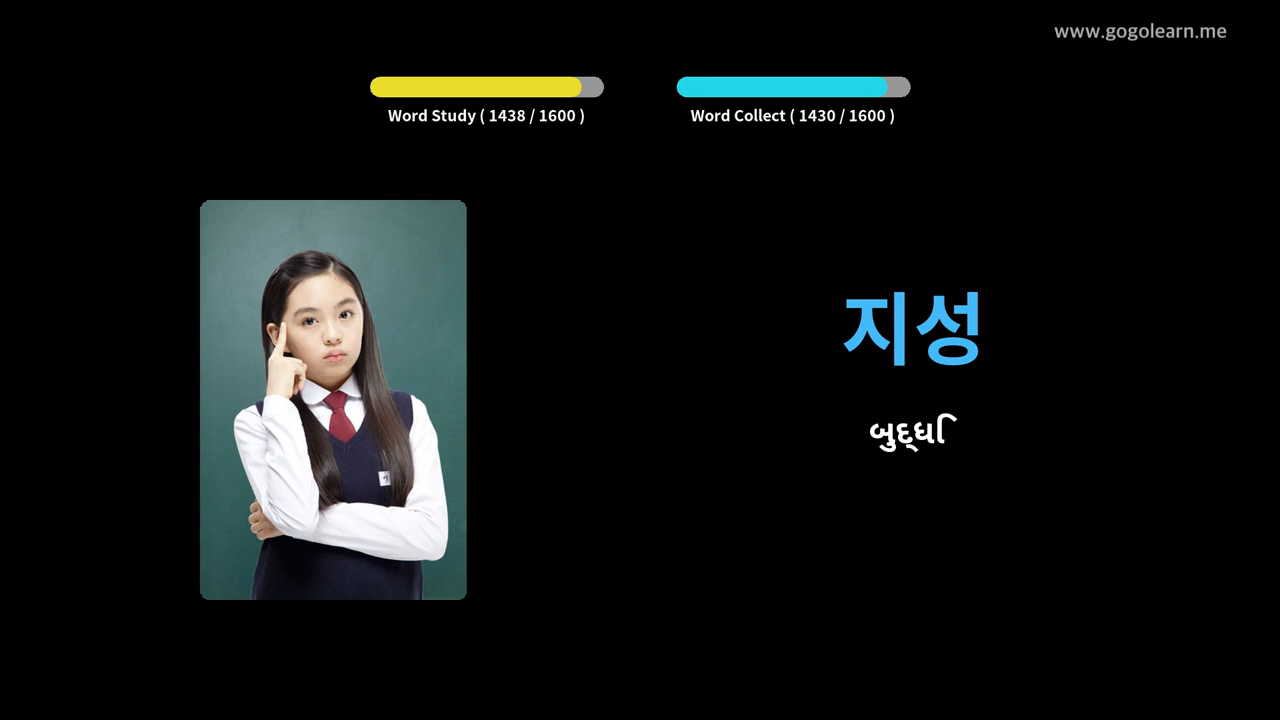 www.gogolearn.me
Word Study ( 1438 / 1600 )
Word Collect ( 1430 / 1600 )
지성
બુદ્ધિ